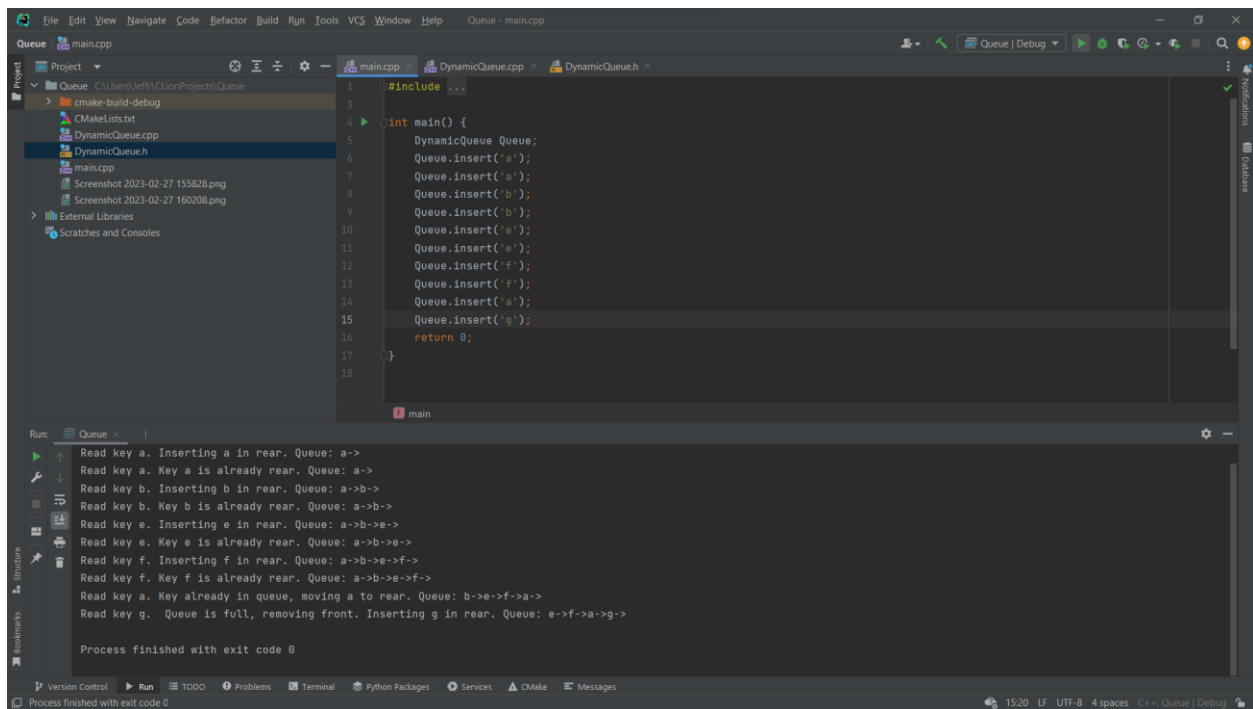 File Edit View Navigate Code Refactor Build Run Tools VCS Window Help Queue - main.cpp
Queue main.cpp Queue | Debug
Project main.cpp DynamicQueue.cpp DynamicQueue.h
Queue C:\Users\Jeffr\CLionProjects\Queue
cmake-build-debug
CMakeLists.txt
DynamicQueue.cpp
DynamicQueue.h
main.cpp
Screenshot 2023-02-27 155828.png
Screenshot 2023-02-27 160208.png
External Libraries
Scratches and Consoles
1 #include ...
3
4 int main() {
5 DynamicQueue Queue;
6 Queue.insert('a');
7 Queue.insert('a');
8 Queue.insert('b');
9 Queue.insert('b');
10 Queue.insert('e');
11 Queue.insert('e');
12 Queue.insert('f');
13 Queue.insert('f');
14 Queue.insert('a');
15 Queue.insert('g');
16 return 0;
17 }
18
f main
Project
Notifications
Database
Structure
Bookmarks
Run: Queue
Read key a. Inserting a in rear. Queue: a->
Read key a. Key a is already rear. Queue: a->
Read key b. Inserting b in rear. Queue: a->b->
Read key b. Key b is already rear. Queue: a->b->
Read key e. Inserting e in rear. Queue: a->b->e->
Read key e. Key e is already rear. Queue: a->b->e->
Read key f. Inserting f in rear. Queue: a->b->e->f->
Read key f. Key f is already rear. Queue: a->b->e->f->
Read key a. Key already in queue, moving a to rear. Queue: b->e->f->a->
Read key g.  Queue is full, removing front. Inserting g in rear. Queue: e->f->a->g->
Process finished with exit code 0
Version Control Run TODO Problems Terminal Python Packages Services CMake Messages
Process finished with exit code 0 15:20 LF UTF-8 4 spaces C++: Queue | Debug